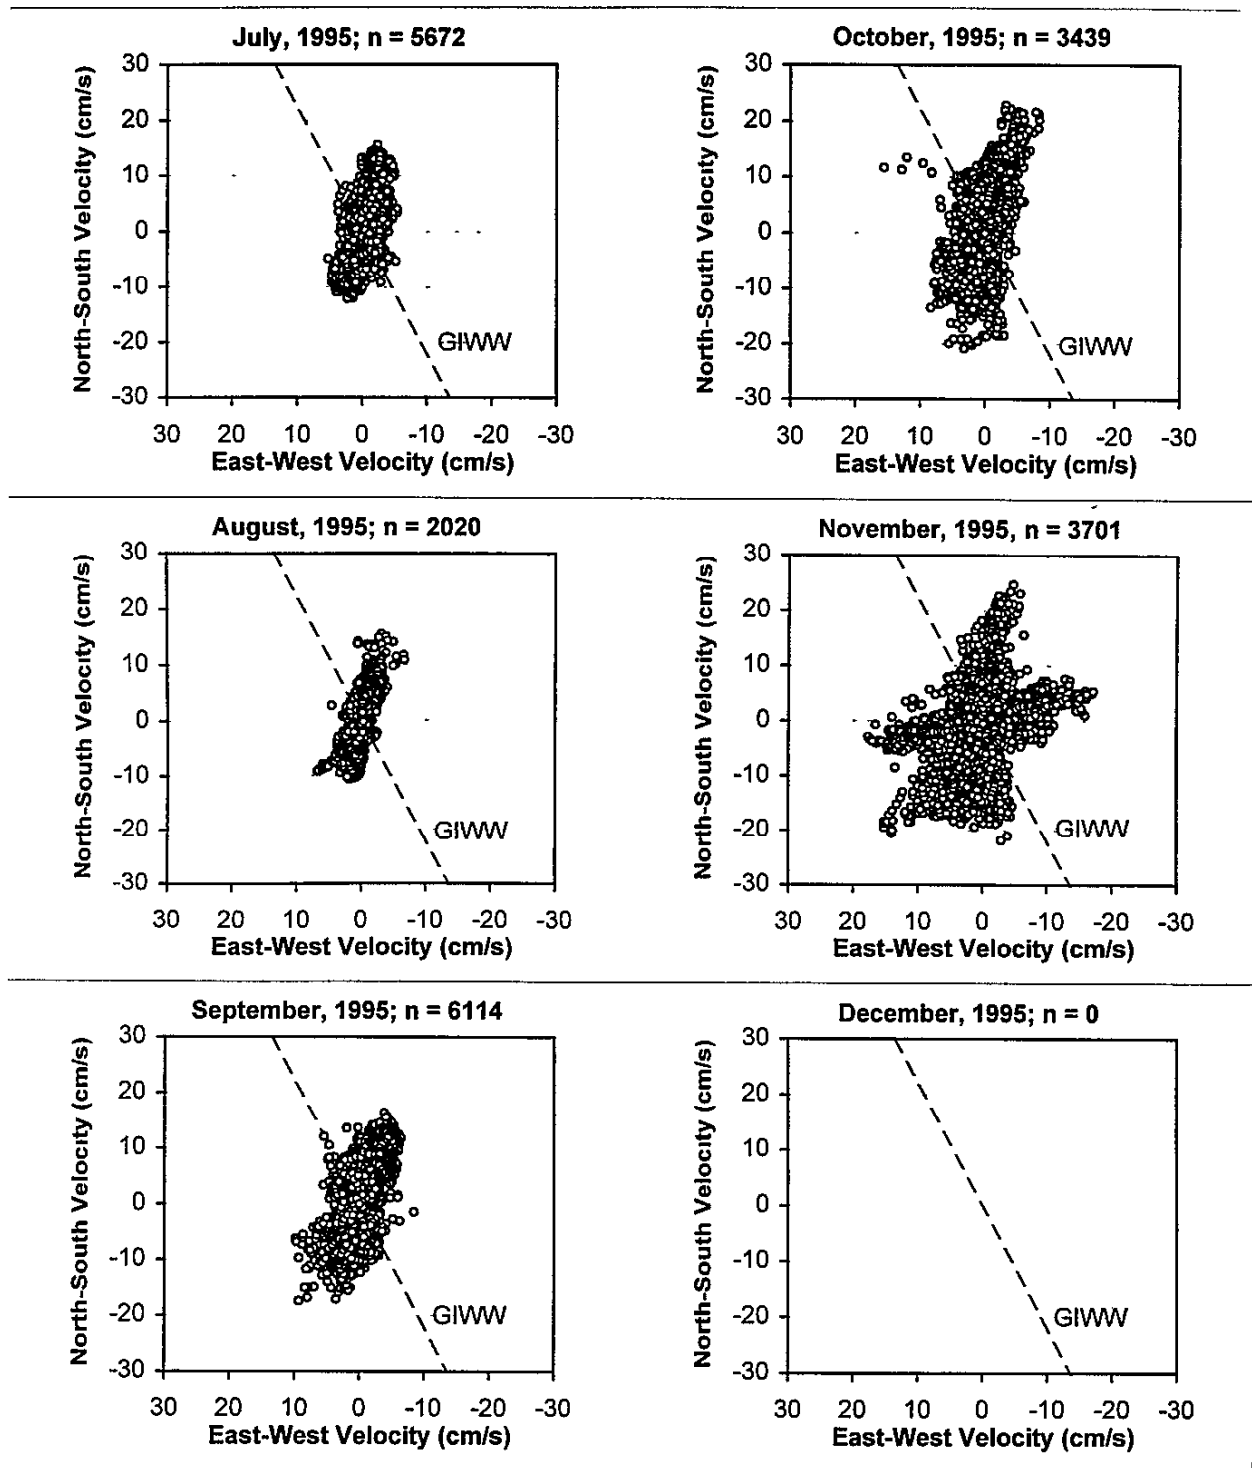 July, 1995; n = 5672
North-South Velocity (cm/s)
30
20
10
0
-10
-20
-30
GIWW
30 20 10 0 -10 -20 -30
East-West Velocity (cm/s)
October, 1995; n = 3439
North-South Velocity (cm/s)
30
20
10
0
-10
-20
-30
GIWW
30 20 10 0 -10 -20 -30
East-West Velocity (cm/s)
August, 1995; n = 2020
North-South Velocity (cm/s)
30
20
10
0
-10
-20
-30
GIWW
30 20 10 0 -10 -20 -30
East-West Velocity (cm/s)
November, 1995, n = 3701
North-South Velocity (cm/s)
30
20
10
0
-10
-20
-30
GIWW
30 20 10 0 -10 -20 -30
East-West Velocity (cm/s)
September, 1995; n = 6114
North-South Velocity (cm/s)
30
20
10
0
-10
-20
-30
GIWW
30 20 10 0 -10 -20 -30
East-West Velocity (cm/s)
December, 1995; n = 0
North-South Velocity (cm/s)
30
20
10
0
-10
-20
-30
GIWW
30 20 10 0 -10 -20 -30
East-West Velocity (cm/s)